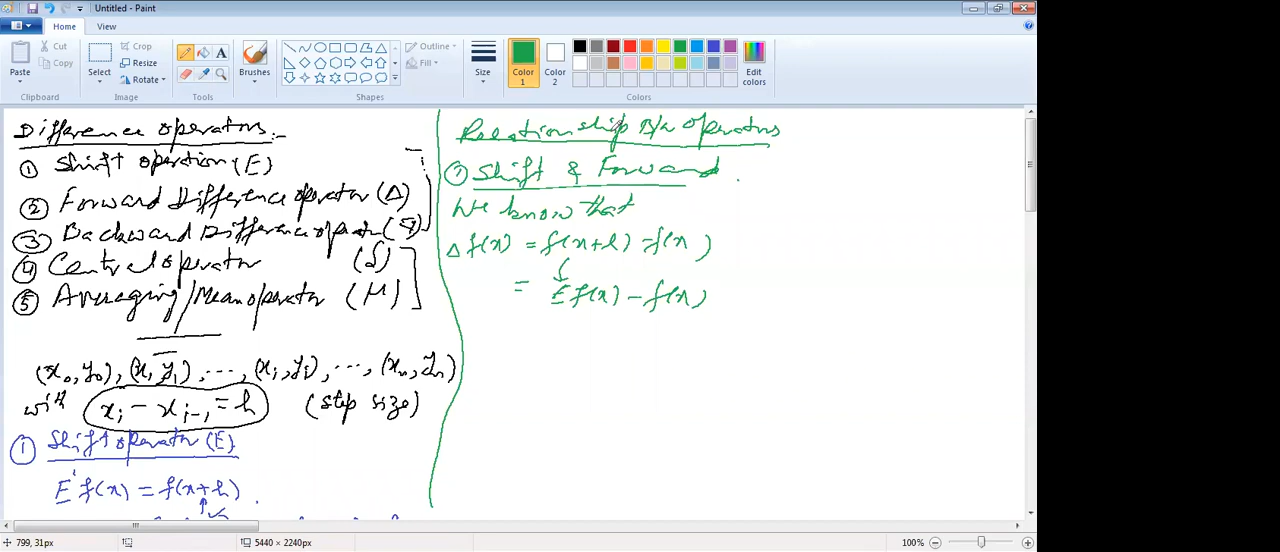 Untitled - Paint
Home View
Paste
Cut
Copy
Clipboard
Select
Crop
Resize
Rotate
Image
Tools
Brushes
Shapes
Outline
Fill
Size
Color 1
Color 2
Colors
Edit colors
Difference operators :-
① Shift opertion (E)
② Forward Difference operator (Δ)
③ Backward Difference operator (∇)
④ Central operator (δ)
⑤ Averaging/Mean operator (μ)
(x₀, y₀), (x₁, y₁), ..., (xᵢ, yᵢ), ..., (xₙ, yₙ)
with xᵢ - xᵢ₋₁ = h (step size)
① Shift operator (E)
E' f(x) = f(x+h).
Relationship B/w operators
① Shift & Forward.
We know that
Δ f(x) = f(x+h) = f(x)
= E f(x) - f(x)
799, 31px
5440 × 2240px
100%